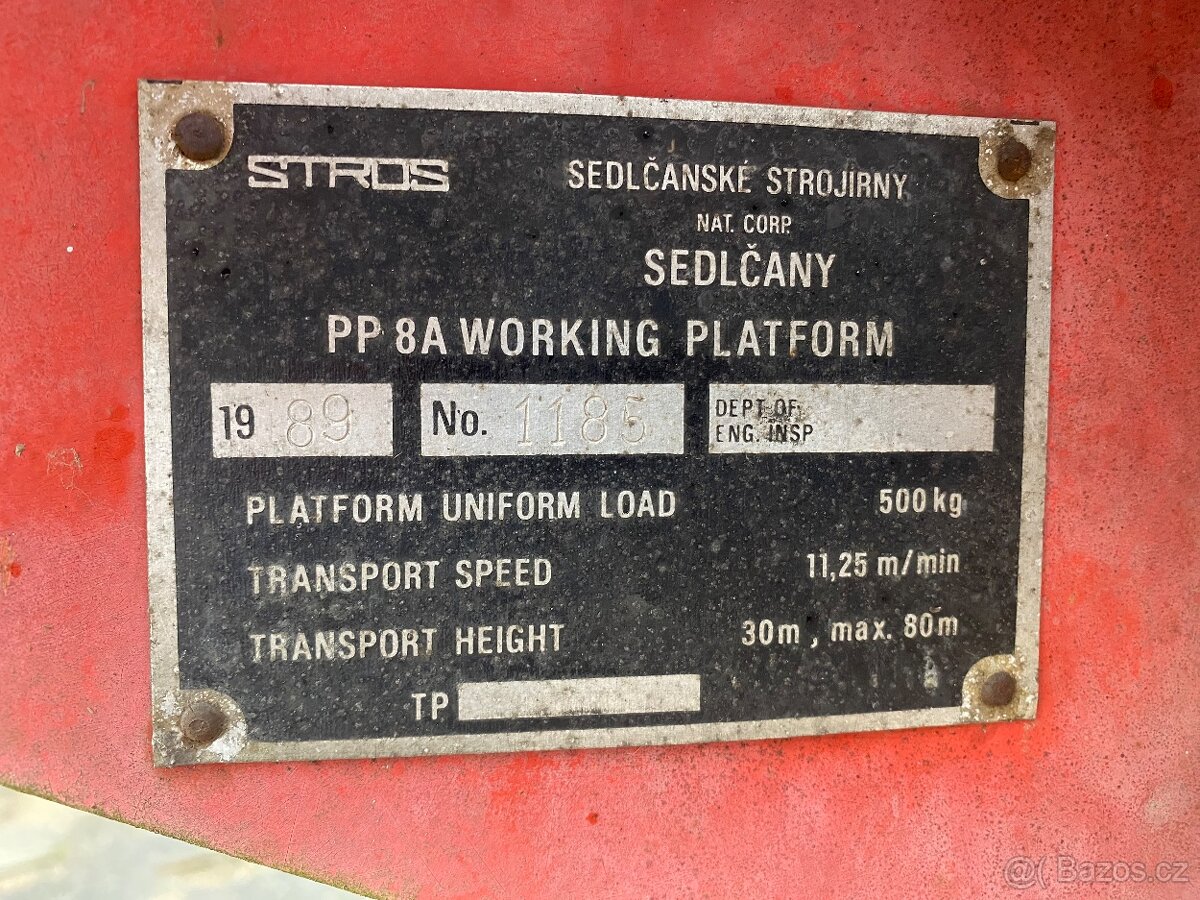 STROS SEDLČANSKÉ STROJÍRNY
NAT. CORP.
SEDLČANY
PP 8A WORKING PLATFORM
19 89 No. 1185 DEPT OF
ENG. INSP
PLATFORM UNIFORM LOAD 500 kg
TRANSPORT SPEED 11,25 m/min
TRANSPORT HEIGHT 30m , max. 80m
TP
@( Bazos.cz